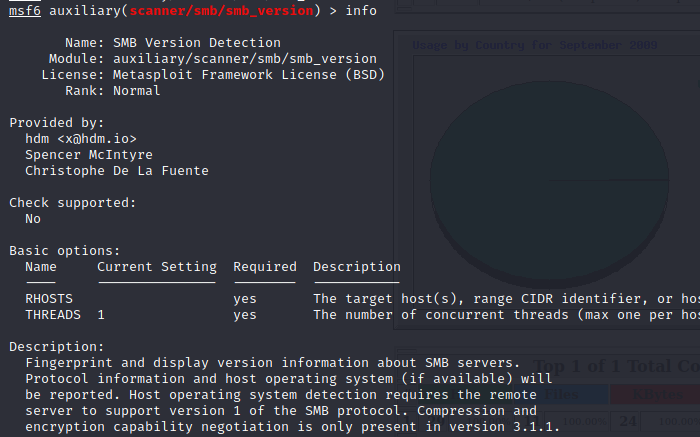 msf6 auxiliary(scanner/smb/smb_version) > info
Name: SMB Version Detection
Module: auxiliary/scanner/smb/smb_version
License: Metasploit Framework License (BSD)
Rank: Normal
Provided by:
hdm <x@hdm.io>
Spencer McIntyre
Christophe De La Fuente
Check supported:
No
Basic options:
Name Current Setting Required Description
---- --------------- -------- -----------
RHOSTS yes The target host(s), range CIDR identifier, or hos
THREADS 1 yes The number of concurrent threads (max one per hos
Description:
Fingerprint and display version information about SMB servers.
Protocol information and host operating system (if available) will
be reported. Host operating system detection requires the remote
server to support version 1 of the SMB protocol. Compression and
encryption capability negotiation is only present in version 3.1.1.
Usage by Country for September 2009
Top 1 of 1 Total Co
Files
100.00%
24
100.00%